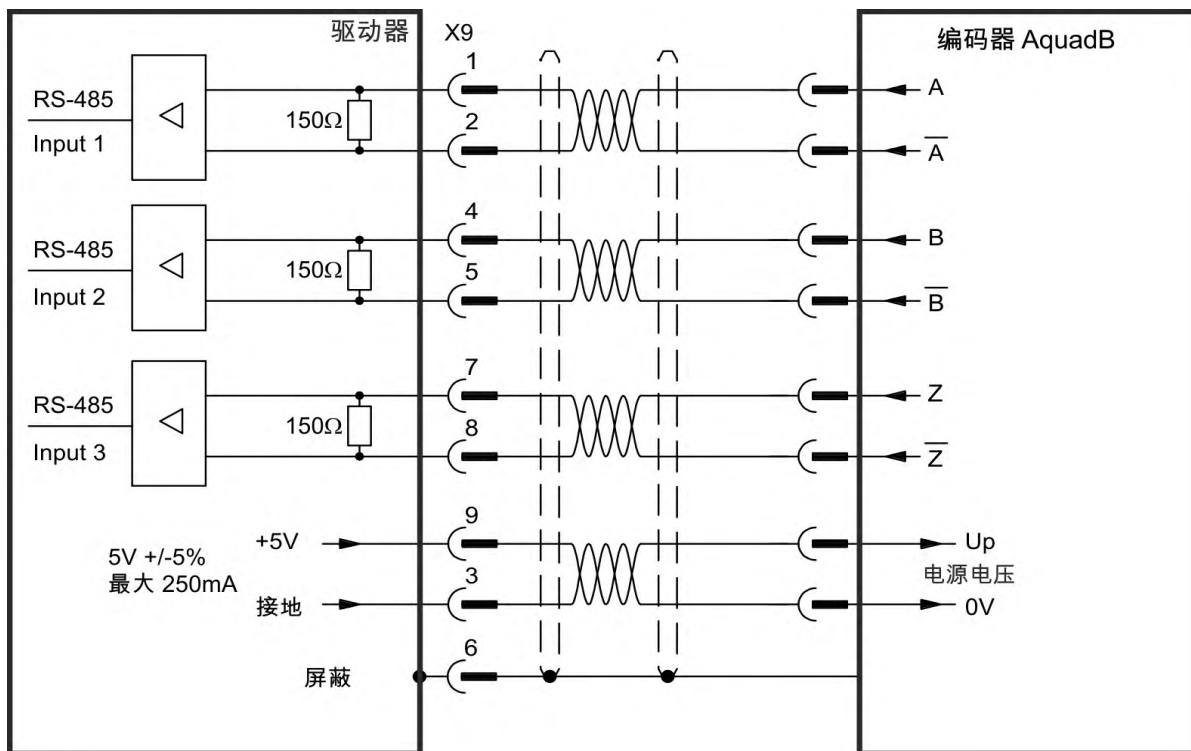 驱动器
X9
编码器 AquadB
RS-485
Input 1
150Ω
1
2
A
A̅
RS-485
Input 2
150Ω
4
5
B
B̅
RS-485
Input 3
150Ω
7
8
Z
Z̅
5V +/-5%
最大 250mA
+5V
接地
9
3
Up
电源电压
0V
屏蔽
6